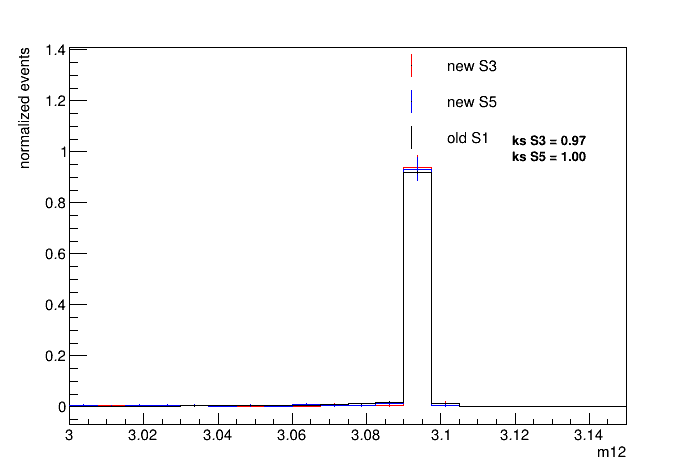 normalized events
1.4
1.2
1
0.8
0.6
0.4
0.2
0
new S3
new S5
old S1
ks S3 = 0.97
ks S5 = 1.00
3 3.02 3.04 3.06 3.08 3.1 3.12 3.14
m12